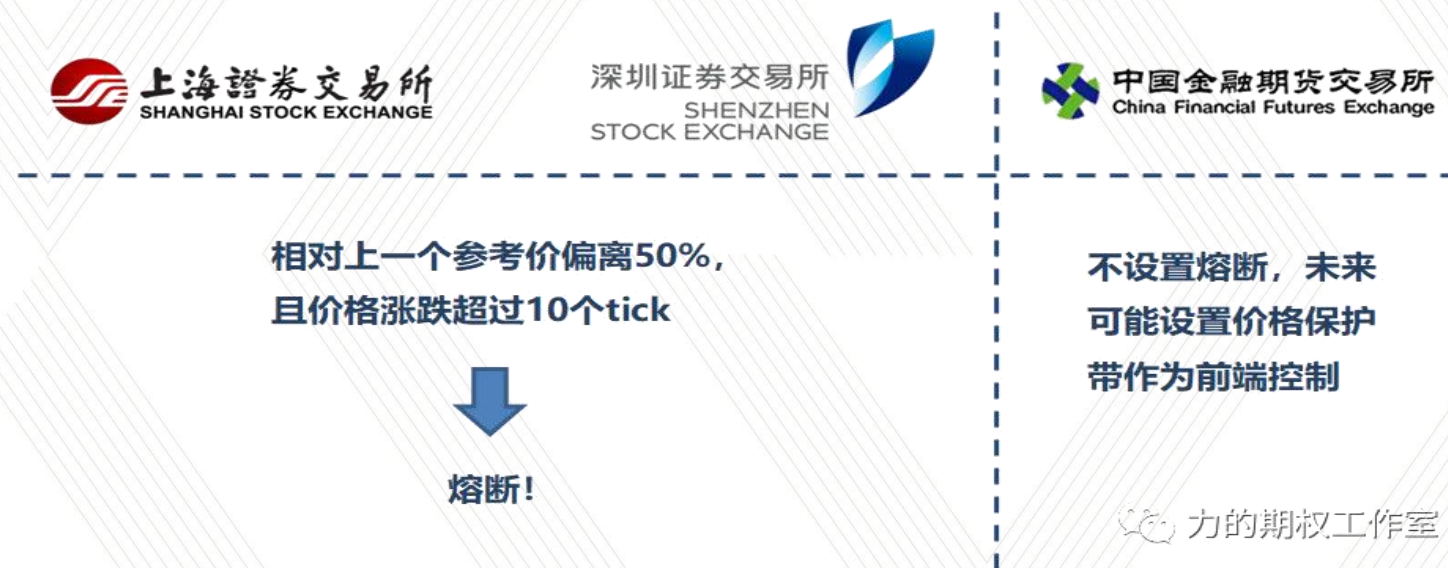 上海證券交易所
SHANGHAI STOCK EXCHANGE
深圳证券交易所
SHENZHEN
STOCK EXCHANGE
中国金融期货交易所
China Financial Futures Exchange
相对上一个参考价偏离50%，
且价格涨跌超过10个tick
熔断！
不设置熔断，未来
可能设置价格保护
带作为前端控制
力的期权工作室